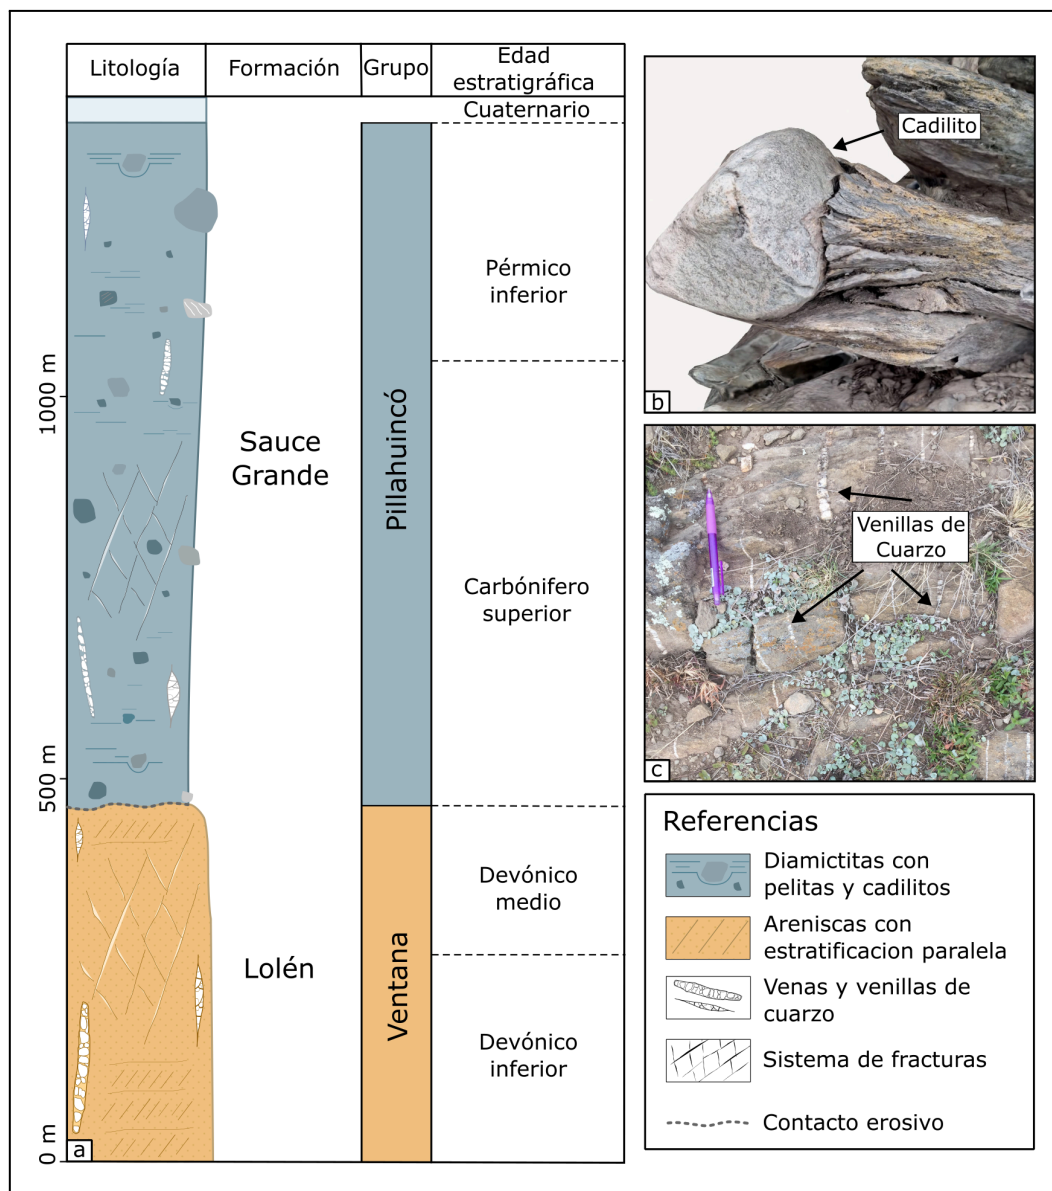 Litología
Formación
Grupo
Edad
estratigráfica
Cuaternario
Pérmico
inferior
Carbónifero
superior
Devónico
medio
Devónico
inferior
Sauce
Grande
Lolén
Pillahuincó
Ventana
1000 m
500 m
0 m
a
Cadilito
b
Venillas de
Cuarzo
c
Referencias
Diamictitas con
pelitas y cadilitos
Areniscas con
estratificacion paralela
Venas y venillas de
cuarzo
Sistema de fracturas
Contacto erosivo